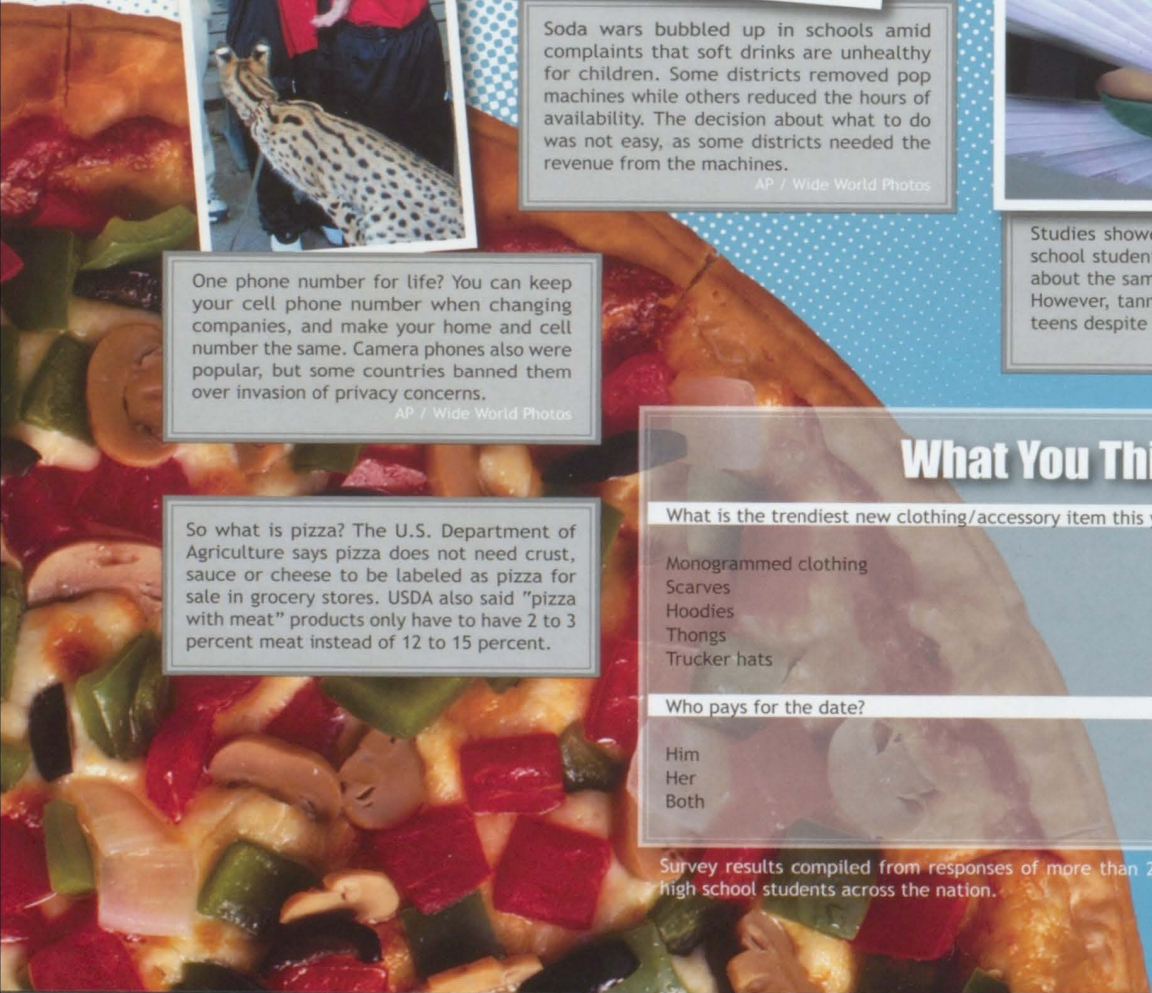 Soda wars bubbled up in schools amid
complaints that soft drinks are unhealthy
for children. Some districts removed pop
machines while others reduced the hours of
availability. The decision about what to do
was not easy, as some districts needed the
revenue from the machines.
AP / Wide World Photos
One phone number for life? You can keep
your cell phone number when changing
companies, and make your home and cell
number the same. Camera phones also were
popular, but some countries banned them
over invasion of privacy concerns.
AP / Wide World Photos
So what is pizza? The U.S. Department of
Agriculture says pizza does not need crust,
sauce or cheese to be labeled as pizza for
sale in grocery stores. USDA also said "pizza
with meat" products only have to have 2 to 3
percent meat instead of 12 to 15 percent.
Studies
school
about the
However,
teens despite
What You
What is the trendiest new clothing/accessory item this
Monogrammed clothing
Scarves
Hoodies
Thongs
Trucker hats
Who pays for the date?
Him
Her
Both
Survey results compiled from responses of more than
high school students across the nation.